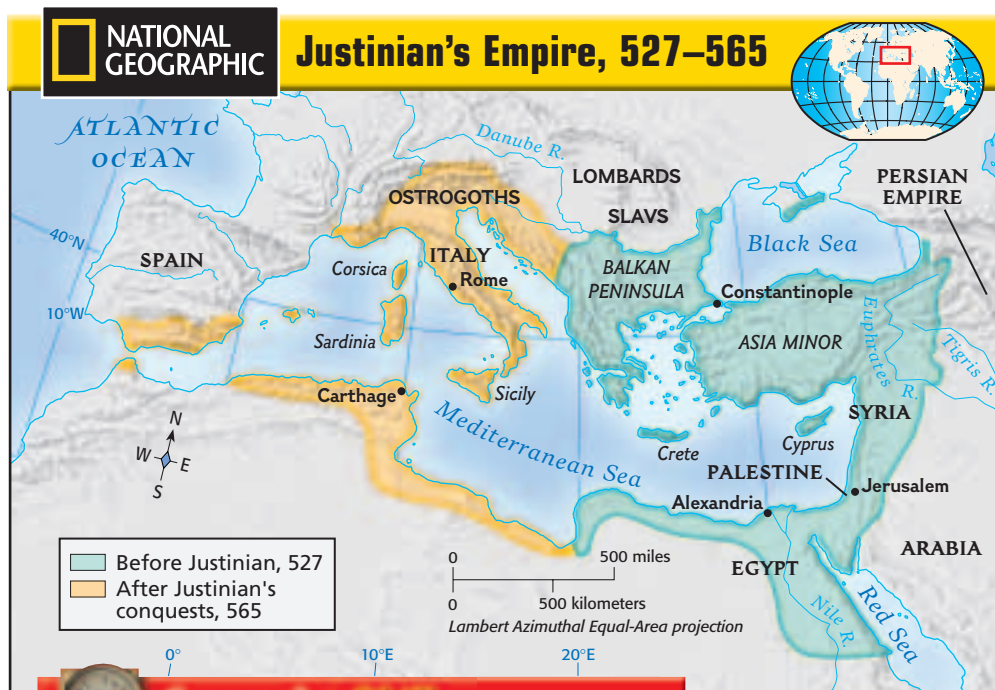 NATIONAL
GEOGRAPHIC
Justinian's Empire, 527–565
ATLANTIC
OCEAN
Danube R.
LOMBARDS
PERSIAN
EMPIRE
OSTROGOTHS
SLAVS
40°N
SPAIN
Corsica
ITALY
Rome
BALKAN
PENINSULA
Black Sea
Constantinople
10°W
Sardinia
ASIA MINOR
Euphrates R.
Tigris R.
Carthage
Sicily
Mediterranean Sea
Crete
Cyprus
SYRIA
PALESTINE
Jerusalem
Alexandria
N
W E
S
EGYPT
ARABIA
Nile R.
Red Sea
Before Justinian, 527
After Justinian's
conquests, 565
0 500 miles
0 500 kilometers
Lambert Azimuthal Equal-Area projection
0° 10°E 20°E